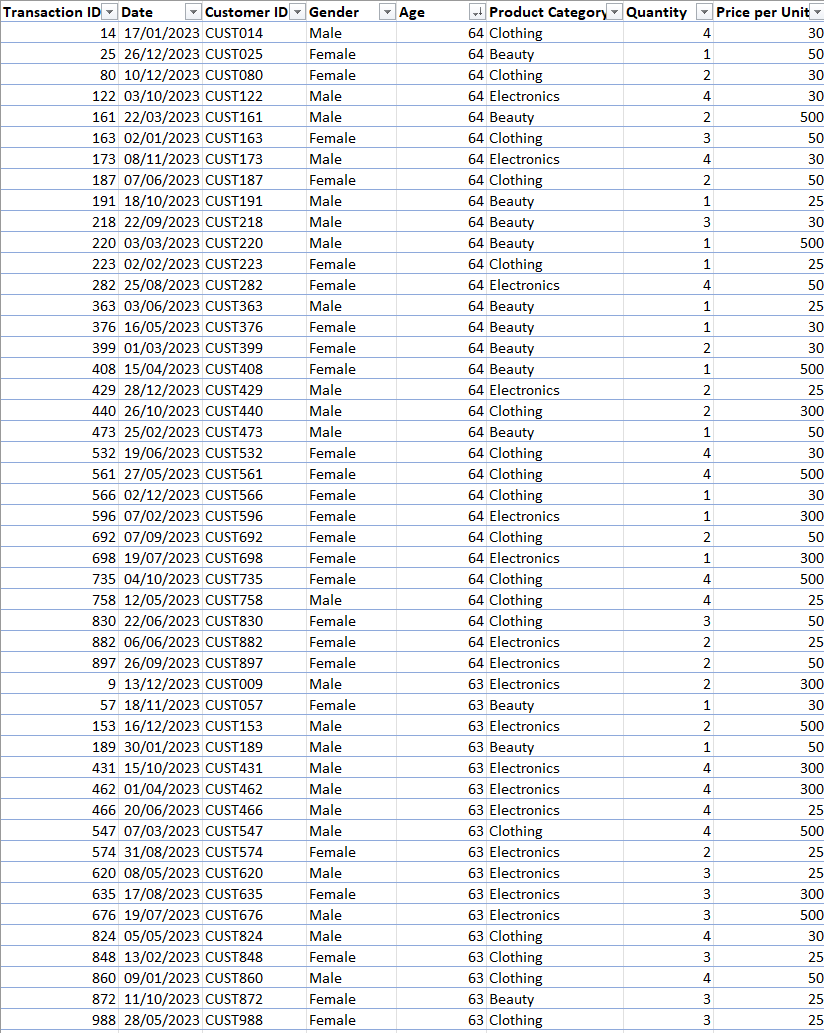 Transaction ID Date Customer ID Gender Age Product Category Quantity Price per Unit
14 17/01/2023 CUST014 Male 64 Clothing 4 30
25 26/12/2023 CUST025 Female 64 Beauty 1 50
80 10/12/2023 CUST080 Female 64 Clothing 2 30
122 03/10/2023 CUST122 Male 64 Electronics 4 30
161 22/03/2023 CUST161 Male 64 Beauty 2 500
163 02/01/2023 CUST163 Female 64 Clothing 3 50
173 08/11/2023 CUST173 Male 64 Electronics 4 30
187 07/06/2023 CUST187 Female 64 Clothing 2 50
191 18/10/2023 CUST191 Male 64 Beauty 1 25
218 22/09/2023 CUST218 Male 64 Beauty 3 30
220 03/03/2023 CUST220 Male 64 Beauty 1 500
223 02/02/2023 CUST223 Female 64 Clothing 1 25
282 25/08/2023 CUST282 Female 64 Electronics 4 50
363 03/06/2023 CUST363 Male 64 Beauty 1 25
376 16/05/2023 CUST376 Female 64 Beauty 1 30
399 01/03/2023 CUST399 Female 64 Beauty 2 30
408 15/04/2023 CUST408 Female 64 Beauty 1 500
429 28/12/2023 CUST429 Male 64 Electronics 2 25
440 26/10/2023 CUST440 Male 64 Clothing 2 300
473 25/02/2023 CUST473 Male 64 Beauty 1 50
532 19/06/2023 CUST532 Female 64 Clothing 4 30
561 27/05/2023 CUST561 Female 64 Clothing 4 500
566 02/12/2023 CUST566 Female 64 Clothing 1 30
596 07/02/2023 CUST596 Female 64 Electronics 1 300
692 07/09/2023 CUST692 Female 64 Clothing 2 50
698 19/07/2023 CUST698 Female 64 Electronics 1 300
735 04/10/2023 CUST735 Female 64 Clothing 4 500
758 12/05/2023 CUST758 Male 64 Clothing 4 25
830 22/06/2023 CUST830 Female 64 Clothing 3 50
882 06/06/2023 CUST882 Female 64 Electronics 2 25
897 26/09/2023 CUST897 Female 64 Electronics 2 50
9 13/12/2023 CUST009 Male 63 Electronics 2 300
57 18/11/2023 CUST057 Female 63 Beauty 1 30
153 16/12/2023 CUST153 Male 63 Electronics 2 500
189 30/01/2023 CUST189 Male 63 Beauty 1 50
431 15/10/2023 CUST431 Male 63 Electronics 4 300
462 01/04/2023 CUST462 Male 63 Electronics 4 300
466 20/06/2023 CUST466 Male 63 Electronics 4 25
547 07/03/2023 CUST547 Male 63 Clothing 4 500
574 31/08/2023 CUST574 Female 63 Electronics 2 25
620 08/05/2023 CUST620 Male 63 Electronics 3 25
635 17/08/2023 CUST635 Female 63 Electronics 3 300
676 19/07/2023 CUST676 Male 63 Electronics 3 500
824 05/05/2023 CUST824 Male 63 Clothing 4 30
848 13/02/2023 CUST848 Female 63 Clothing 3 25
860 09/01/2023 CUST860 Male 63 Clothing 4 50
872 11/10/2023 CUST872 Female 63 Beauty 3 25
988 28/05/2023 CUST988 Female 63 Clothing 3 25